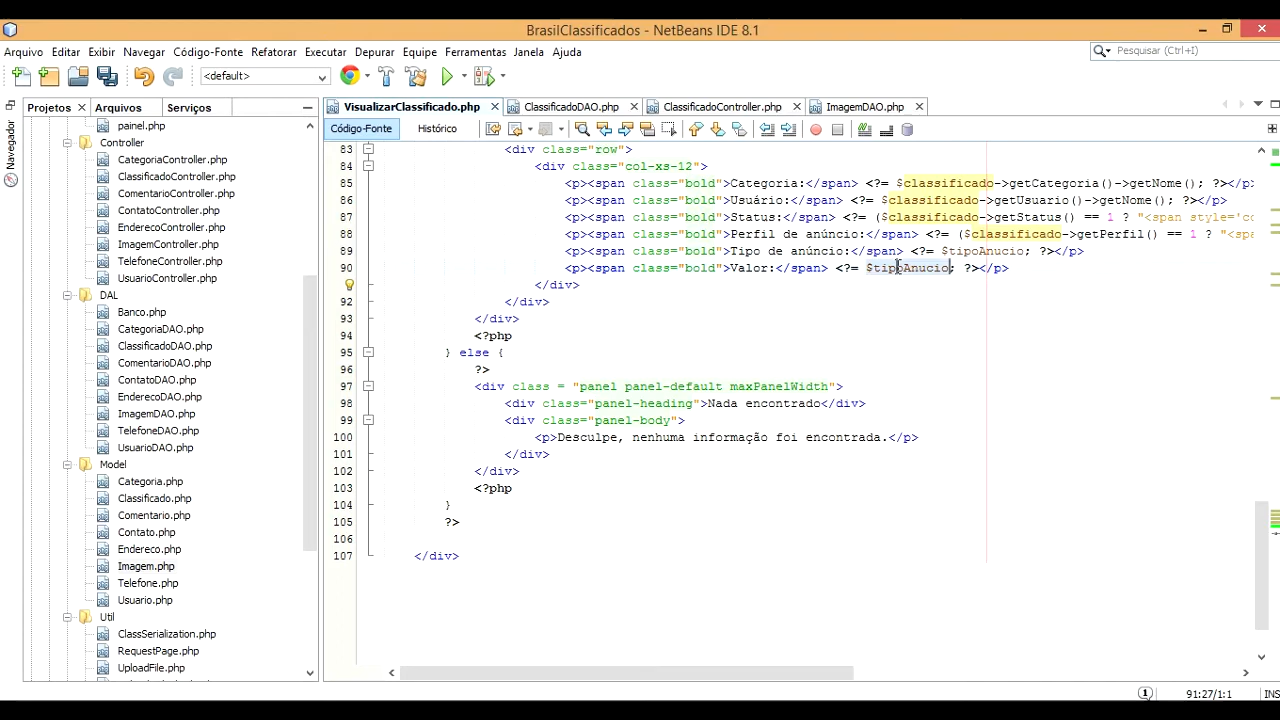 BrasilClassificados - NetBeans IDE 8.1
Arquivo Editar Exibir Navegar Código-Fonte Refatorar Executar Depurar Equipe Ferramentas Janela Ajuda
Pesquisar (Ctrl+I)
<default>
Projetos Arquivos Serviços
VisualizarClassificado.php ClassificadoDAO.php ClassificadoController.php ImagemDAO.php
Código-Fonte Histórico
Navegador
painel.php
Controller
CategoriaController.php
ClassificadoController.php
ComentarioController.php
ContatoController.php
EnderecoController.php
ImagemController.php
TelefoneController.php
UsuarioController.php
DAL
Banco.php
CategoriaDAO.php
ClassificadoDAO.php
ComentarioDAO.php
ContatoDAO.php
EnderecoDAO.php
ImagemDAO.php
TelefoneDAO.php
UsuarioDAO.php
Model
Categoria.php
Classificado.php
Comentario.php
Contato.php
Endereco.php
Imagem.php
Telefone.php
Usuario.php
Util
ClassSerialization.php
RequestPage.php
UploadFile.php
83 <div class="row">
84 <div class="col-xs-12">
85 <p><span class="bold">Categoria:</span> <?= $classificado->getCategoria()->getNome(); ?></p>
86 <p><span class="bold">Usuário:</span> <?= $classificado->getUsuario()->getNome(); ?></p>
87 <p><span class="bold">Status:</span> <?= ($classificado->getStatus() == 1 ? "<span style='co
88 <p><span class="bold">Perfil de anúncio:</span> <?= ($classificado->getPerfil() == 1 ? "<spa
89 <p><span class="bold">Tipo de anúncio:</span> <?= $tipoAnucio; ?></p>
90 <p><span class="bold">Valor:</span> <?= $tipoAnucio; ?></p>
</div>
92 </div>
93 </div>
94 <?php
95 } else {
96 ?>
97 <div class = "panel panel-default maxPanelWidth">
98 <div class="panel-heading">Nada encontrado</div>
99 <div class="panel-body">
100 <p>Desculpe, nenhuma informação foi enconrada.</p>
101 </div>
102 </div>
103 <?php
104 }
105 ?>
106
107 </div>
91:27/1:1 INS